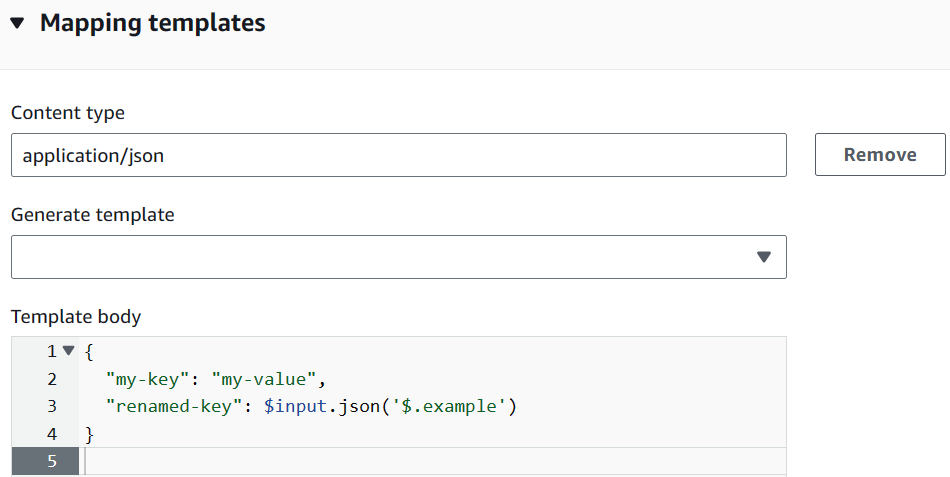 Mapping templates
Content type
application/json
Remove
Generate template
Template body
1 {
2 "my-key": "my-value",
3 "renamed-key": $input.json('$.example')
4 }
5